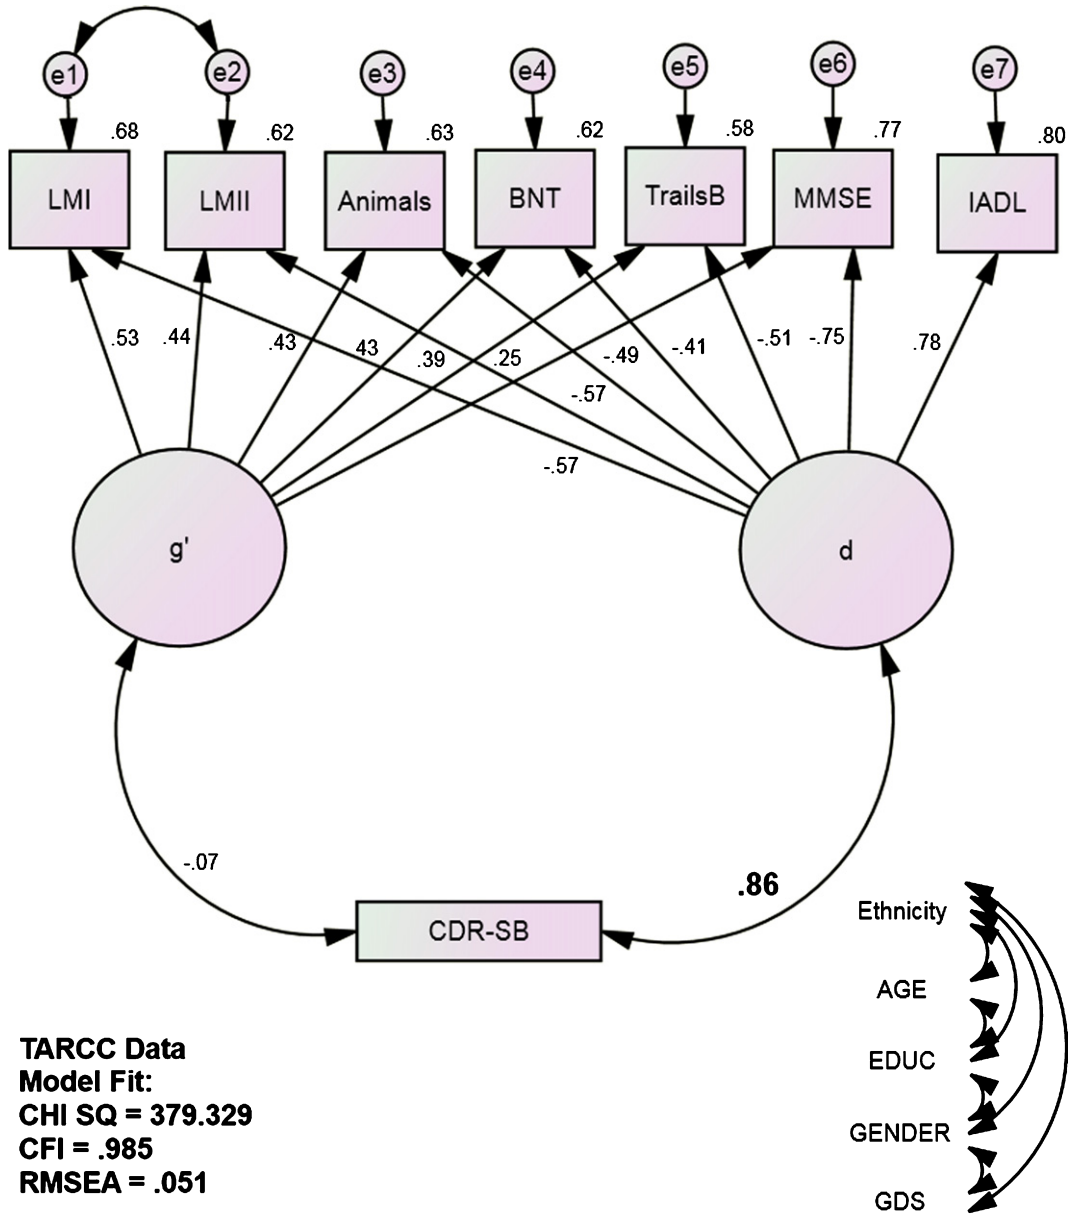 e1 e2 e3 e4 e5 e6 e7
.68 .62 .63 .62 .58 .77 .80
LMI LMII Animals BNT TrailsB MMSE IADL
.53 .44 .43 43 .39 .25 -.49 -.41 -.51 -.75 .78
-.57
-.57
g' d
-.07 .86
CDR-SB
Ethnicity
AGE
EDUC
GENDER
GDS
TARCC Data
Model Fit:
CHI SQ = 379.329
CFI = .985
RMSEA = .051